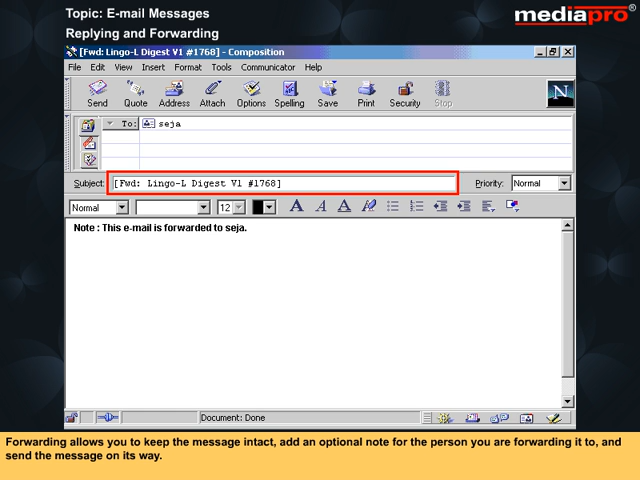 Topic: E-mail Messages
Replying and Forwarding
mediapro®
[Fwd: Lingo-L Digest V1 #1768] - Composition
File Edit View Insert Format Tools Communicator Help
Send Quote Address Attach Options Spelling Save Print Security Stop
N
To: seja
Subject: [Fwd: Lingo-L Digest V1 #1768] Priority: Normal
Normal 12 A A A
Note : This e-mail is forwarded to seja.
Document: Done
Forwarding allows you to keep the message intact, add an optional note for the person you are forwarding it to, and
send the message on its way.